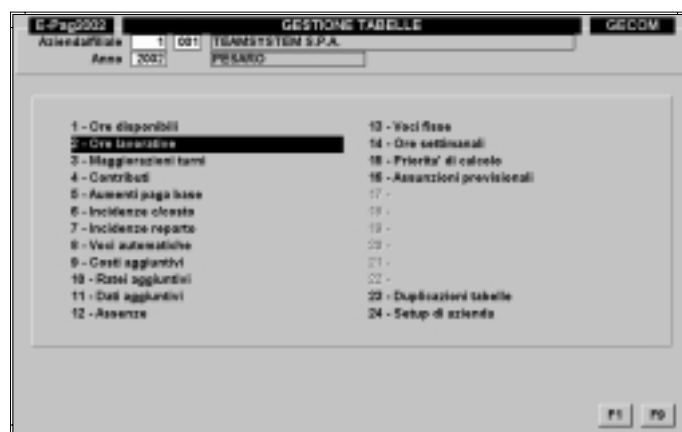 E-Pag2002 GESTIONE TABELLE GECOM
Azienda/filiale 1 001 TEAMSYSTEM S.P.A.
Anno 2002 PESARO
1 - Ore disponibili
2 - Ore lavorative
3 - Maggiorazioni turni
4 - Contributi
5 - Aumenti paga base
6 - Incidenze c/costo
7 - Incidenze reparto
8 - Voci automatiche
9 - Costi aggiuntivi
10 - Ratei aggiuntivi
11 - Dati aggiuntivi
12 - Assenze
13 - Voci fisse
14 - Ore settimanali
15 - Priorita' di calcolo
16 - Assunzioni previsionali
17 -
18 -
19 -
20 -
21 -
22 -
23 - Duplicazioni tabelle
24 - Setup di azienda
F1 F9